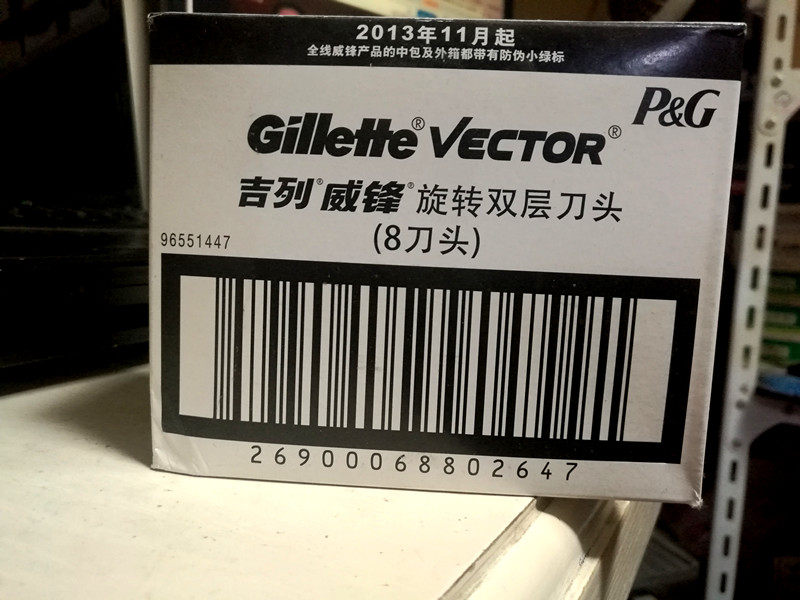 2013年11月起
全线威锋产品的中包及外箱都带有防伪小绿标
P&G
Gillette® VECTOR®
吉列®威锋®旋转双层刀头
(8刀头)
96551447
26900068802647